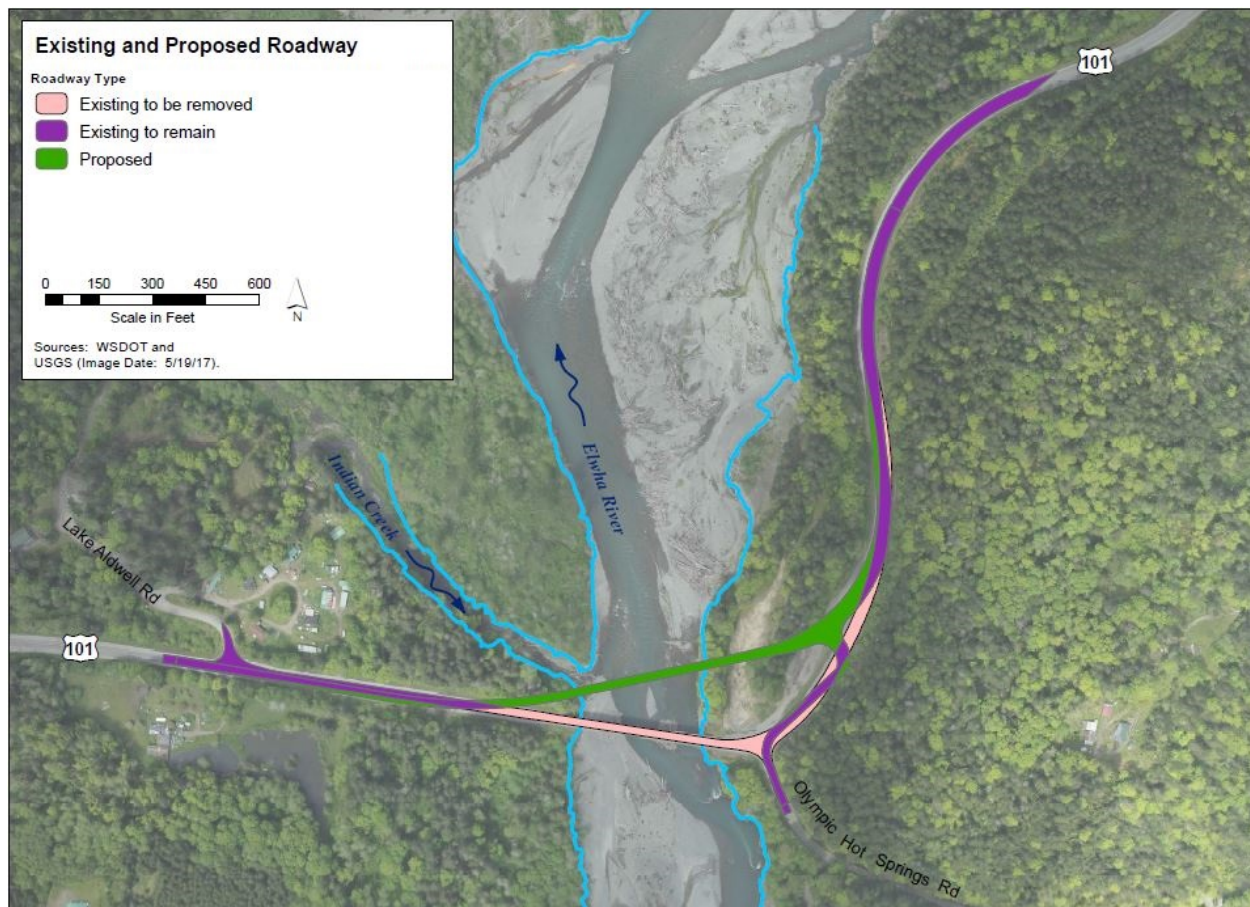 Existing and Proposed Roadway
Roadway Type
Existing to be removed
Existing to remain
Proposed
0 150 300 450 600
Scale in Feet
N
Sources: WSDOT and
USGS (Image Date: 5/19/17).
101
Elwha River
Indian Creek
Lake Aldwell Rd
101
Olympic Hot Springs Rd